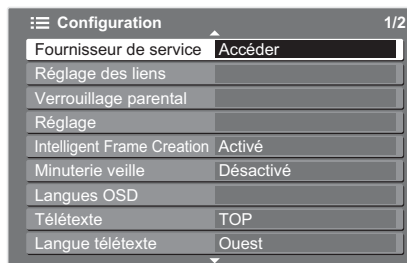 Configuration 1/2
Fournisseur de service Accéder
Réglage des liens
Verrouillage parental
Réglage
Intelligent Frame Creation Activé
Minuterie veille Désactivé
Langues OSD
Télétexte TOP
Langue télétexte Ouest